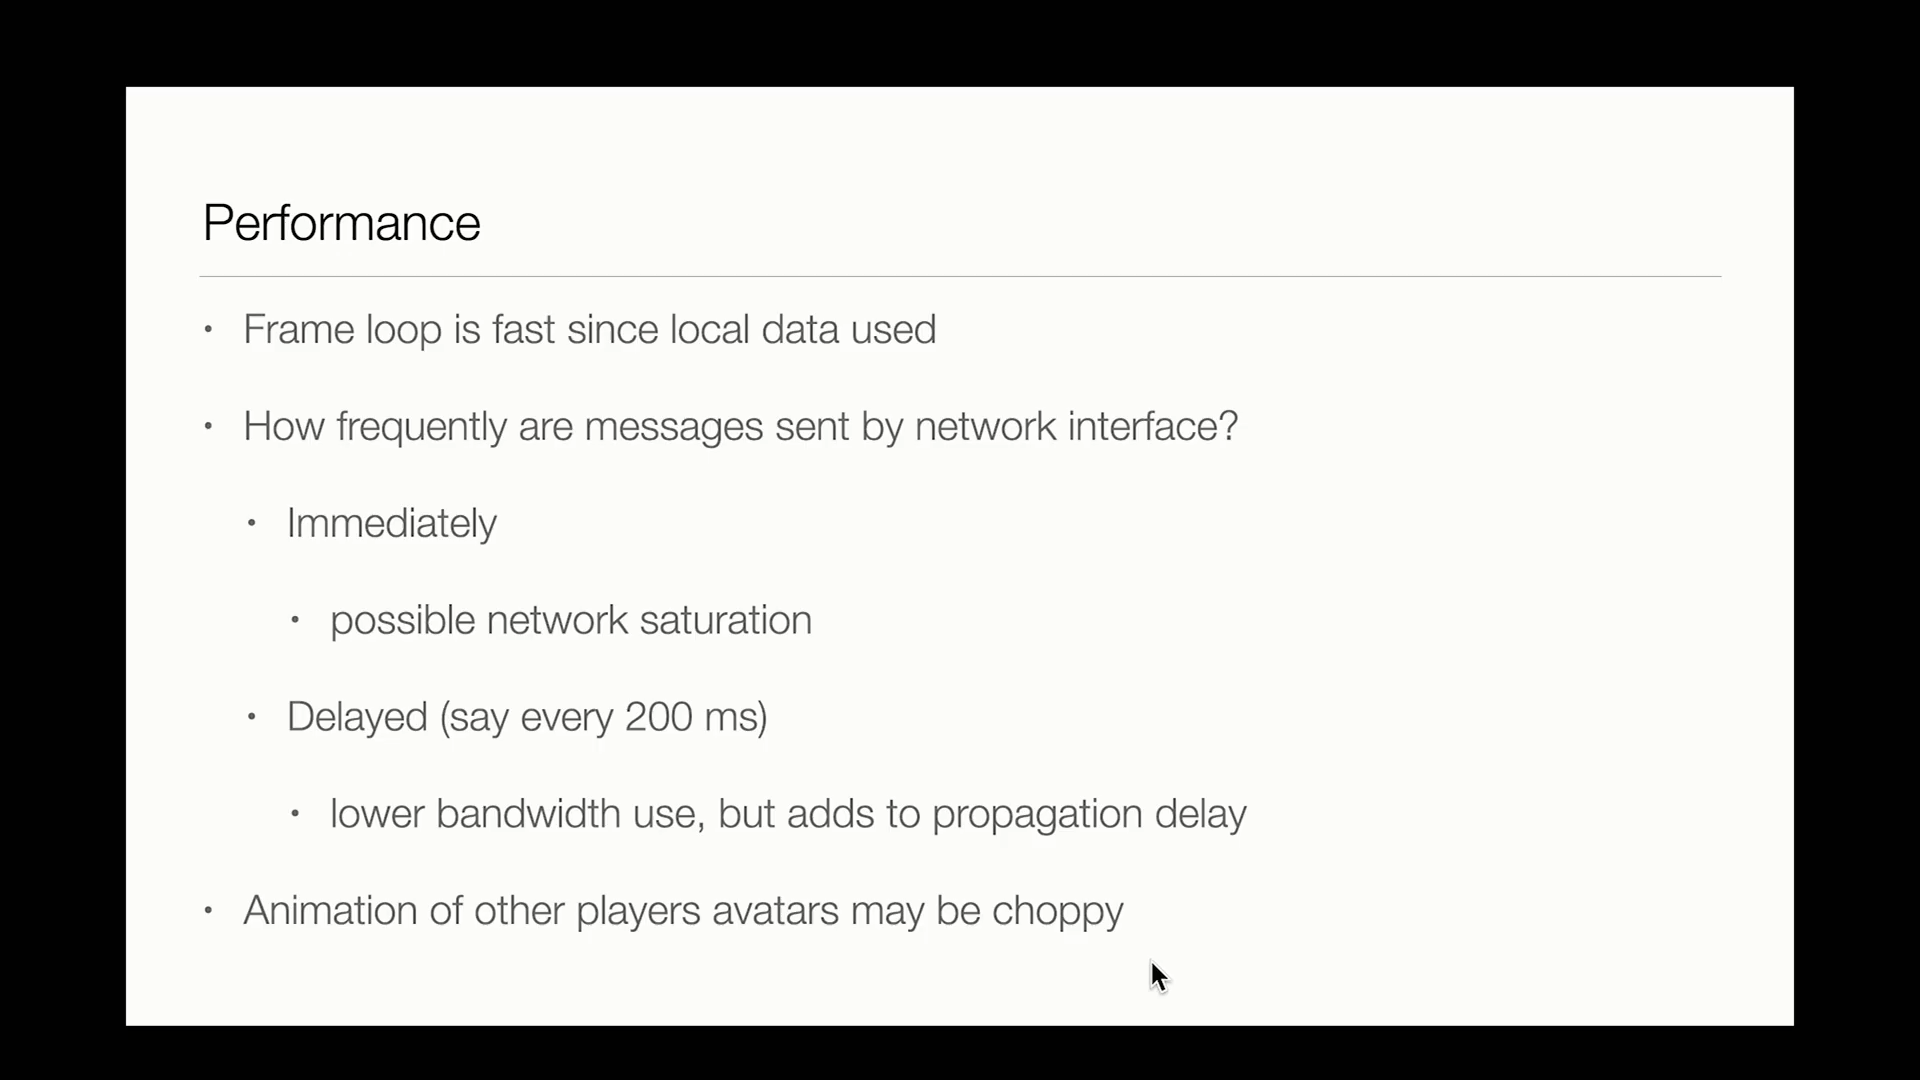 Performance
• Frame loop is fast since local data used
• How frequently are messages sent by network interface?
• Immediately
• possible network saturation
• Delayed (say every 200 ms)
• lower bandwidth use, but adds to propagation delay
• Animation of other players avatars may be choppy